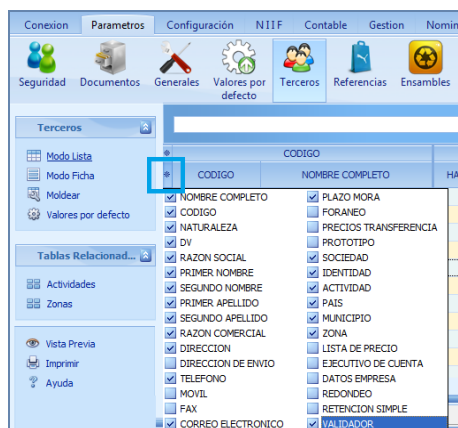 Conexion Parametros Configuración NIIF Contable Gestion Nomin
Seguridad Documentos Generales Valores por defecto Terceros Referencias Ensambles
Terceros
Modo Lista
Modo Ficha
Moldear
Valores por defecto
Tablas Relacionad...
Actividades
Zonas
Vista Previa
Imprimir
Ayuda
CODIGO
CODIGO NOMBRE COMPLETO HA
NOMBRE COMPLETO PLAZO MORA
CODIGO FORANEO
NATURALEZA PRECIOS TRANSFERENCIA
DV PROTOTIPO
RAZON SOCIAL SOCIEDAD
PRIMER NOMBRE IDENTIDAD
SEGUNDO NOMBRE ACTIVIDAD
PRIMER APELLIDO PAIS
SEGUNDO APELLIDO MUNICIPIO
RAZON COMERCIAL ZONA
DIRECCION LISTA DE PRECIO
DIRECCION DE ENVIO EJECUTIVO DE CUENTA
TELEFONO DATOS EMPRESA
MOVIL REDONDEO
FAX RETENCION SIMPLE
CORREO ELECTRONICO VALIDADOR